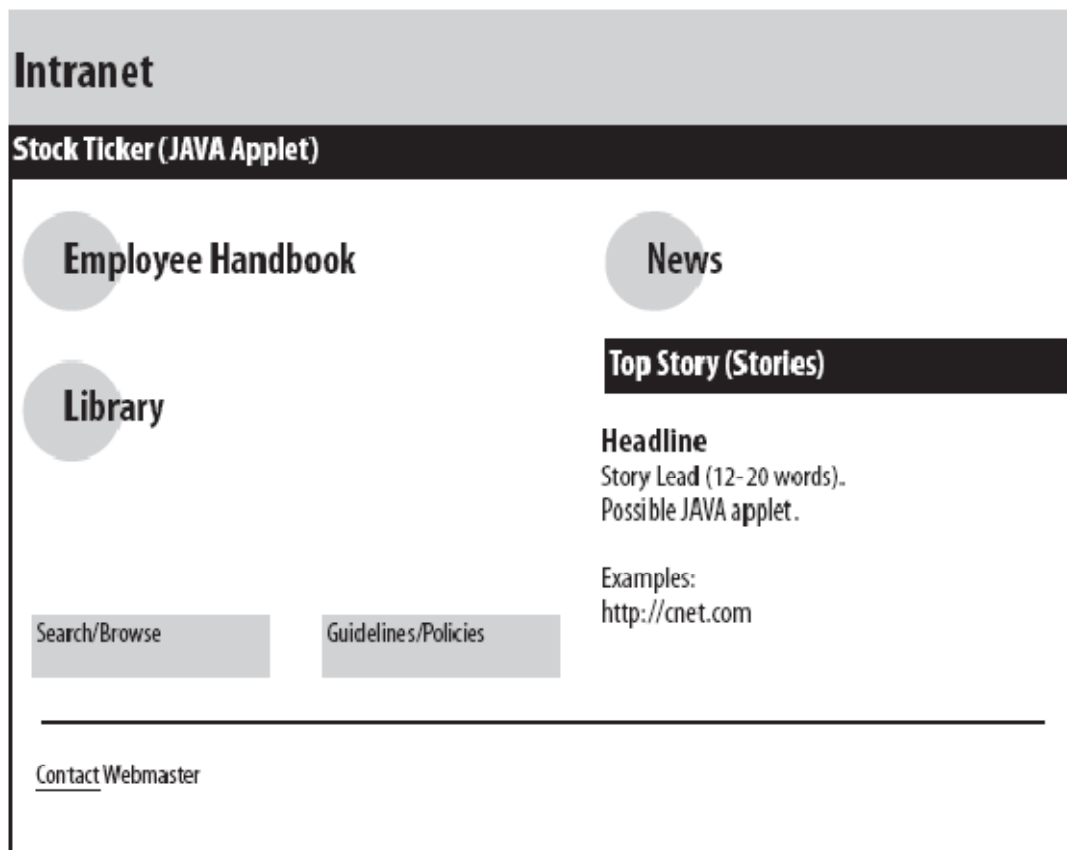 Intranet
Stock Ticker (JAVA Applet)
Employee Handbook
Library
Search/Browse
Guidelines/Policies
News
Top Story (Stories)
Headline
Story Lead (12-20 words).
Possible JAVA applet.
Examples:
http://cnet.com
Contact Webmaster